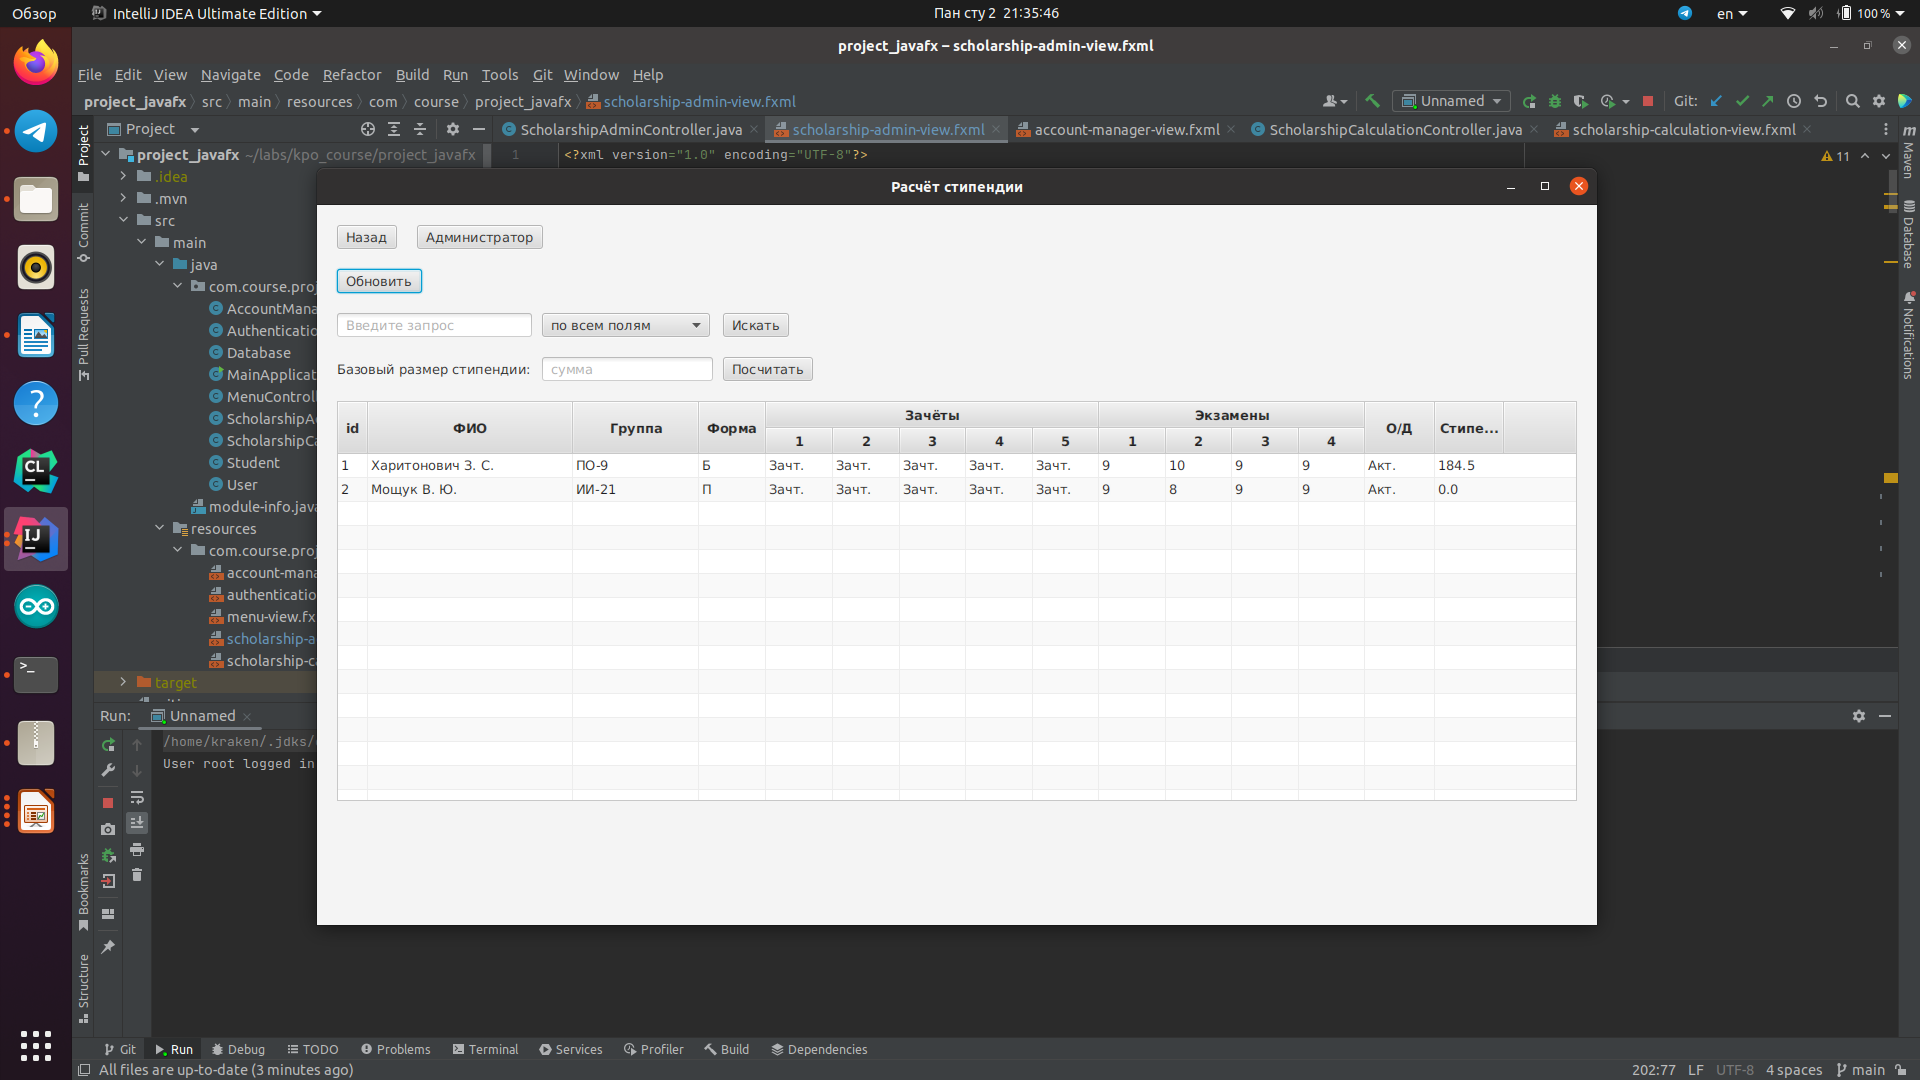 Обзор
IntelliJ IDEA Ultimate Edition
Пан сту 2 21:35:46
en
100 %
project_javafx – scholarship-admin-view.fxml
File Edit View Navigate Code Refactor Build Run Tools Git Window Help
project_javafx src main resources com course project_javafx scholarship-admin-view.fxml
Unnamed
Git:
Project
ScholarshipAdminController.java
scholarship-admin-view.fxml
account-manager-view.fxml
ScholarshipCalculationController.java
scholarship-calculation-view.fxml
project_javafx ~/labs/kpo_course/project_javafx
1 <?xml version="1.0" encoding="UTF-8"?>
11
.idea
.mvn
src
main
java
com.course.proj
AccountMana
Authenticatio
Database
MainApplicat
MenuControll
ScholarshipA
ScholarshipC
Student
User
module-info.java
resources
com.course.proj
account-mana
authenticatio
menu-view.fx
scholarship-a
scholarship-ca
target
Project
Commit
Pull Requests
Bookmarks
Structure
Maven
Database
Notifications
Расчёт стипендии
Назад
Администратор
Обновить
Введите запрос
по всем полям
Искать
Базовый размер стипендии:
сумма
Посчитать
id ФИО Группа Форма Зачёты Экзамены О/Д Стипе...
1 2 3 4 5 1 2 3 4
1 Харитонович З. С. ПО-9 Б Зачт. Зачт. Зачт. Зачт. Зачт. 9 10 9 9 Акт. 184.5
2 Мощук В. Ю. ИИ-21 П Зачт. Зачт. Зачт. Зачт. Зачт. 9 8 9 9 Акт. 0.0
Run: Unnamed
/home/kraken/.jdks/
User root logged in
Git Run Debug TODO Problems Terminal Services Profiler Build Dependencies
All files are up-to-date (3 minutes ago)
202:77 LF UTF-8 4 spaces main